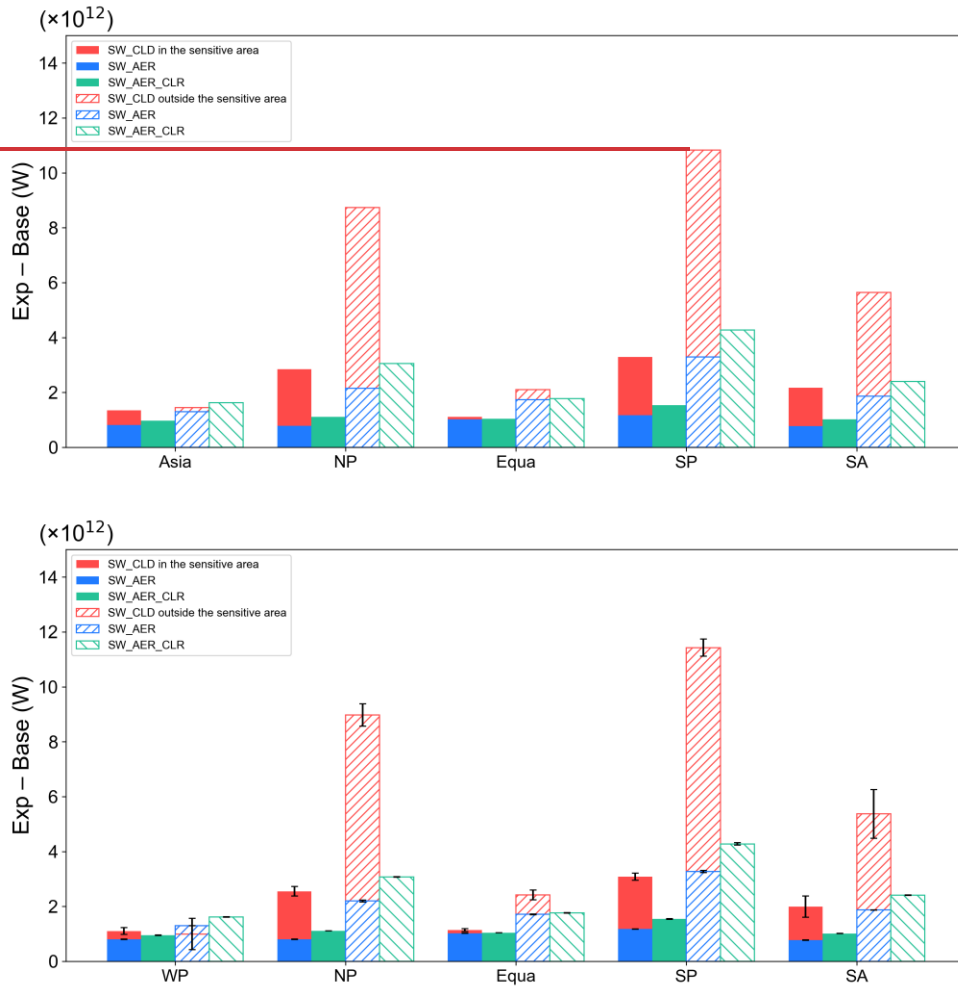 (×10¹²)
14
12
10
8
6
4
2
0
Exp – Base (W)
SW_CLD in the sensitive area
SW_AER
SW_AER_CLR
SW_CLD outside the sensitive area
SW_AER
SW_AER_CLR
Asia NP Equa SP SA
(×10¹²)
14
12
10
8
6
4
2
0
Exp – Base (W)
SW_CLD in the sensitive area
SW_AER
SW_AER_CLR
SW_CLD outside the sensitive area
SW_AER
SW_AER_CLR
WP NP Equa SP SA